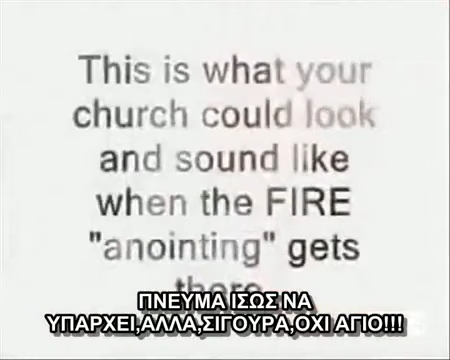 This is what your
church could look
and sound like
when the FIRE
"anointing" gets
there
ΠΝΕΥΜΑ ΙΣΩΣ ΝΑ
ΥΠΑΡΧΕΙ,ΑΛΛΑ,ΣΙΓΟΥΡΑ,ΟΧΙ ΑΓΙΟ!!!